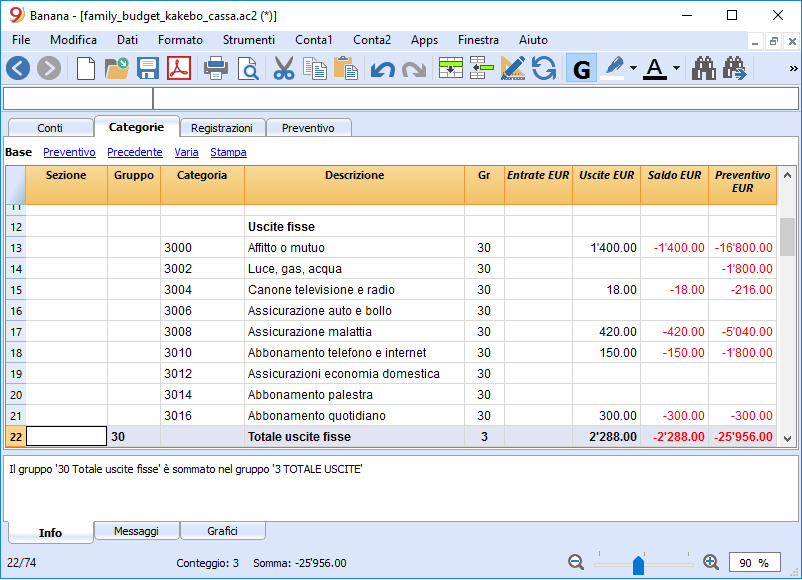 Banana - [family_budget_kakebo_cassa.ac2 (*)]
File Modifica Dati Formato Strumenti Conta1 Conta2 Apps Finestra Aiuto
G A »
Conti Categorie Registrazioni Preventivo
Base Preventivo Precedente Varia Stampa
Sezione Gruppo Categoria Descrizione Gr Entrate EUR Uscite EUR Saldo EUR Preventivo EUR
11
12 Uscite fisse
13 3000 Affitto o mutuo 30 1'400.00 -1'400.00 -16'800.00
14 3002 Luce, gas, acqua 30 -1'800.00
15 3004 Canone televisione e radio 30 18.00 -18.00 -216.00
16 3006 Assicurazione auto e bollo 30
17 3008 Assicurazione malattia 30 420.00 -420.00 -5'040.00
18 3010 Abbonamento telefono e internet 30 150.00 -150.00 -1'800.00
19 3012 Assicurazioni economia domestica 30
20 3014 Abbonamento palestra 30
21 3016 Abbonamento quotidiano 30 300.00 -300.00 -300.00
22 30 Totale uscite fisse 3 2'288.00 -2'288.00 -25'956.00
Il gruppo '30 Totale uscite fisse' è sommato nel gruppo '3 TOTALE USCITE'
Info Messaggi Grafici
22/74 Conteggio: 3 Somma: -25'956.00 90 %